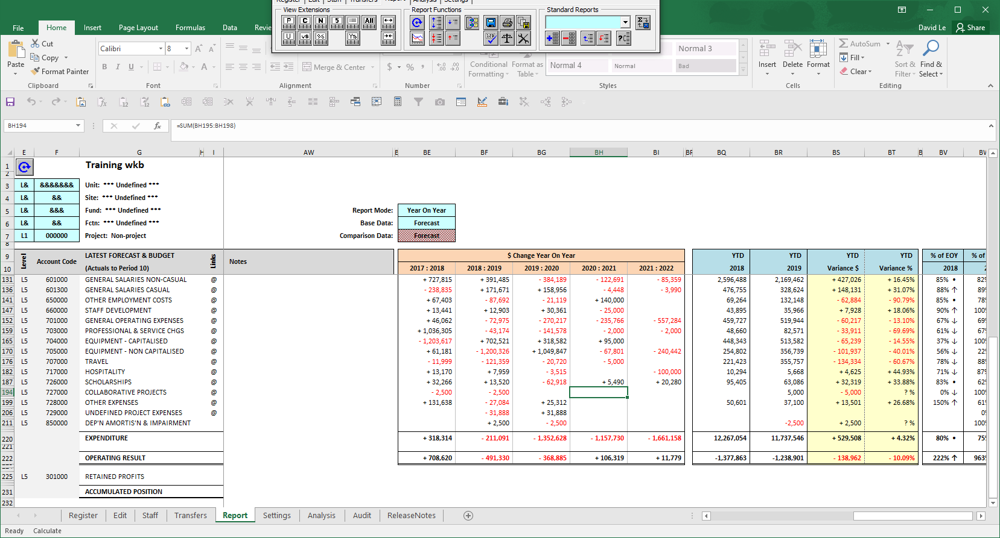 Register Edit Staff Transfers Report Analysis Settings
View Extensions Report Functions Standard Reports
P C N 5 All
U v$ % Ytb
File Home Insert Page Layout Formulas Data Revie
David Le Share
Paste
Cut
Copy
Format Painter
Calibri 8
B I U
Merge & Center
$ % ,
Conditional Formatting
Format as Table
Normal 3
Normal 4 Normal Bad
Insert Delete Format
AutoSum
Fill
Clear
Sort & Filter
Find & Select
Clipboard Font Alignment Number Styles Cells Editing
BH194 fx =SUM(BH195:BH198)
E F G H I AW BE BF BG BH BI BQ BR BS BT BV
1 Training wkb
2
3 L& &&&&&&& Unit: *** Undefined ***
4 L& && Site: *** Undefined ***
5 L& &&& Fund: *** Undefined *** Report Mode: Year On Year
6 L& && Fctn: *** Undefined *** Base Data: Forecast
7 L1 000000 Project: Non-project Comparison Data: Forecast
8
9 Level Account Code LATEST FORECAST & BUDGET Links Notes $ Change Year On Year YTD YTD YTD YTD % of EOY % of
10 (Actuals to Period 10) 2017 : 2018 2018 : 2019 2019 : 2020 2020 : 2021 2021 : 2022 2018 2019 Variance $ Variance % 2018 2
131 L5 601000 GENERAL SALARIES NON-CASUAL @ + 727,815 + 391,485 - 384,189 - 122,691 - 85,359 2,596,488 2,169,462 + 427,026 + 16.45% 85% • 82%
136 L5 601300 GENERAL SALARIES CASUAL @ - 238,835 + 171,671 + 158,956 - 4,448 - 3,990 476,755 328,624 + 148,131 + 31.07% 88% ↑ 89%
141 L5 650000 OTHER EMPLOYMENT COSTS @ + 67,403 - 87,692 - 21,119 + 140,000 69,264 132,148 - 62,884 - 90.79% 85% • 78%
147 L5 660000 STAFF DEVELOPMENT @ + 13,441 + 12,903 + 30,361 - 25,000 43,895 35,966 + 7,928 + 18.06% 90% ↑ 100%
152 L5 701000 GENERAL OPERATING EXPENSES @ + 46,062 - 72,975 - 270,217 - 235,766 - 557,284 459,727 519,944 - 60,217 - 13.10% 67% ↓ 69%
159 L5 703000 PROFESSIONAL & SERVICE CHGS @ + 1,036,305 - 43,174 - 141,578 - 2,000 - 2,000 48,660 82,571 - 33,911 - 69.69% 61% ↓ 67%
165 L5 704000 EQUIPMENT - CAPITALISED @ - 1,203,617 + 702,521 + 318,582 + 95,000 448,343 513,582 - 65,239 - 14.55% 37% ↓ 100%
170 L5 705000 EQUIPMENT - NON CAPITALISED @ + 61,181 - 1,200,326 + 1,049,847 - 67,801 - 240,442 254,802 356,739 - 101,937 - 40.01% 56% ↓ 22%
176 L5 707000 TRAVEL @ - 11,999 - 121,359 - 20,720 - 5,000 221,423 355,757 - 134,334 - 60.67% 78% ↓ 88%
182 L5 717000 HOSPITALITY @ + 13,170 + 7,959 - 3,515 - 100,000 10,294 5,668 + 4,625 + 44.93% 71% ↓ 87%
187 L5 726000 SCHOLARSHIPS @ + 32,266 + 13,520 - 62,918 + 5,490 + 20,280 95,405 63,086 + 32,319 + 33.88% 83% • 62%
194 L5 727000 COLLABORATIVE PROJECTS @ - 2,500 - 2,500 5,000 - 5,000 ? % 0% ↓ 100%
199 L5 728000 OTHER EXPENSES @ + 131,638 - 27,084 + 25,312 50,601 37,100 + 13,501 + 26.68% 150% ↑ 61%
206 L5 729000 UNDEFINED PROJECT EXPENSES @ - 31,888 + 31,888 0%
211 L5 850000 DEP'N AMORTIS'N & IMPAIRMENT + 2,500 - 2,500 -2,500 + 2,500 ? % 100%
220 EXPENDITURE + 318,314 - 211,091 - 1,352,628 - 1,157,730 - 1,661,158 12,267,054 11,737,546 + 529,508 + 4.32% 80% • 75%
221
222 OPERATING RESULT + 708,620 - 491,330 - 368,885 + 106,319 + 11,779 -1,377,863 -1,238,901 - 138,962 - 10.09% 222% ↑ 963%
225 L5 301000 RETAINED PROFITS
231 ACCUMULATED POSITION
232
Register Edit Staff Transfers Report Settings Analysis Audit ReleaseNotes
Ready Calculate